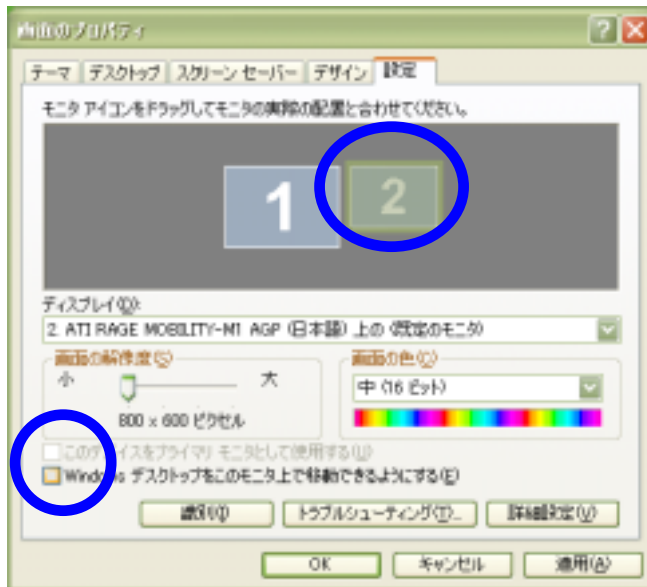 画面のプロパティ
テーマ デスクトップ スクリーン セーバー デザイン 設定
モニタ アイコンをドラッグしてモニタの実際の配置と合わせてください。
1 2
ディスプレイ(D):
2. ATI RAGE MOBILITY-M1 AGP (日本語) 上の (既定のモニタ)
画面の解像度(S) 画面の色(C)
小 大 中 (16 ビット)
800 x 600 ピクセル
このデバイスをプライマリ モニタとして使用する(U)
Windows デスクトップをこのモニタ上で移動できるようにする(E)
識別(I) トラブルシューティング(T)... 詳細設定(V)
OK キャンセル 適用(A)